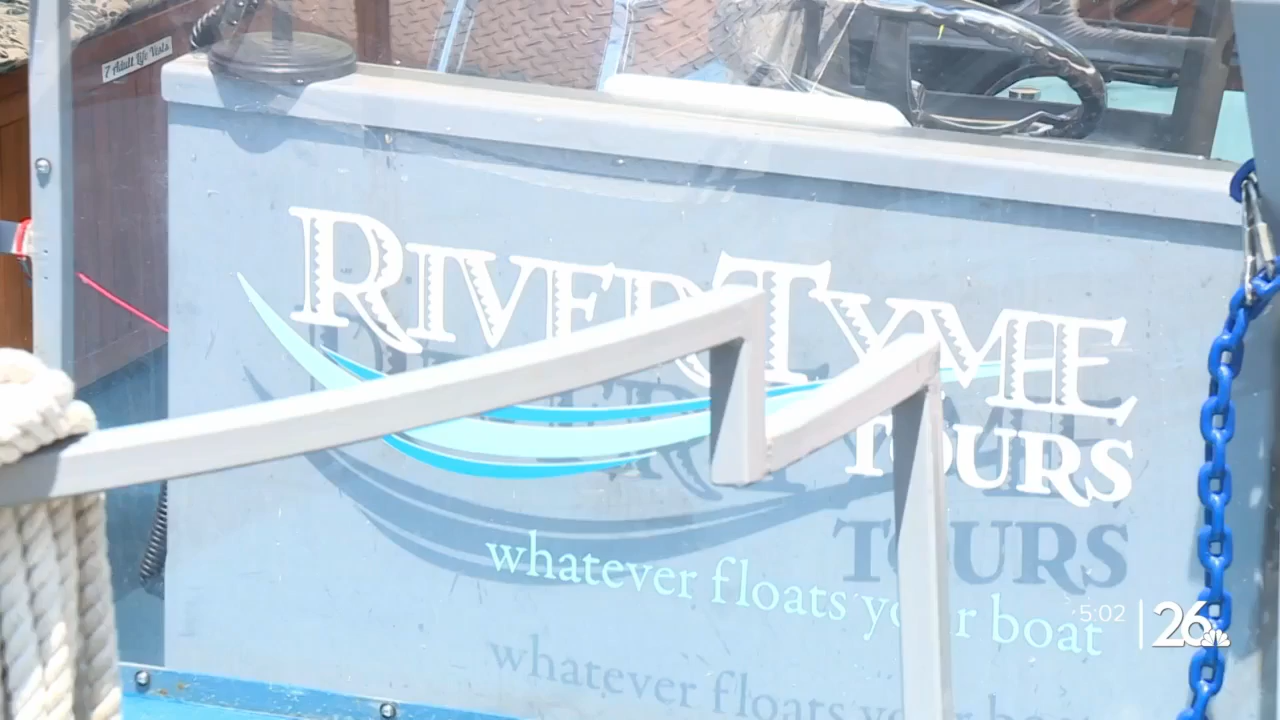 7 Adult Life Vests
RIVERTYME
TOURS
whatever floats your boat
5:02
26